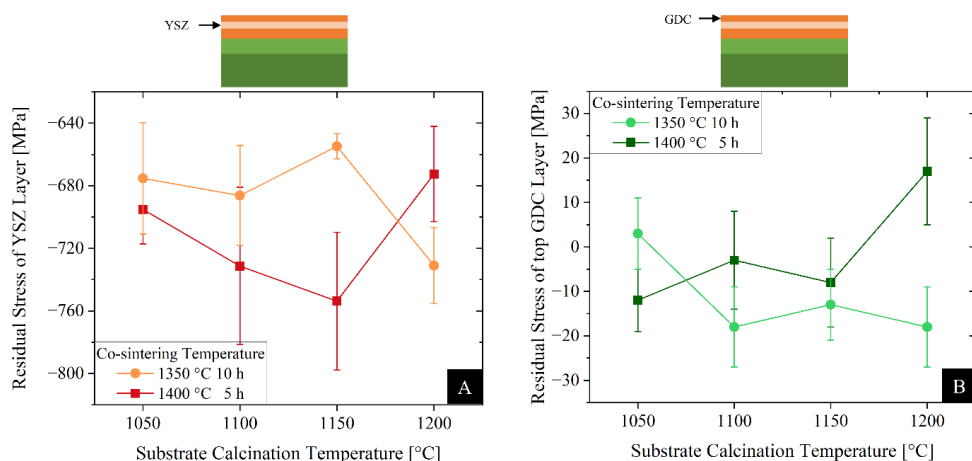 YSZ
Residual Stress of YSZ Layer [MPa]
−640
−680
−720
−760
−800
Co-sintering Temperature
1350 °C 10 h
1400 °C 5 h
A
1050 1100 1150 1200
Substrate Calcination Temperature [°C]
GDC
Residual Stress of top GDC Layer [MPa]
30
20
10
0
−10
−20
−30
Co-sintering Temperature
1350 °C 10 h
1400 °C 5 h
B
1050 1100 1150 1200
Substrate Calcination Temperature [°C]